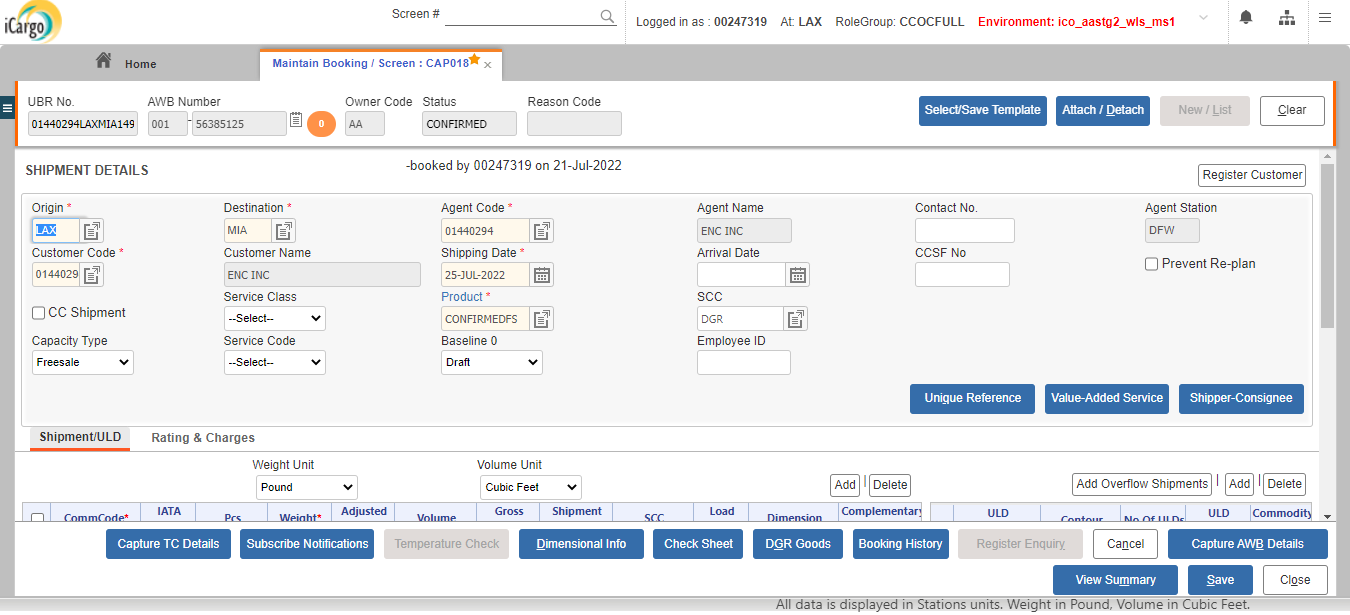 iCargo Screen # Logged in as : 00247319 At: LAX RoleGroup: CCOCFULL Environment: ico_aastg2_wls_ms1
Home Maintain Booking / Screen : CAP018 ×
UBR No. AWB Number Owner Code Status Reason Code
01440294LAXMIA149 001 - 56385125 0 AA CONFIRMED Select/Save Template Attach / Detach New / List Clear
SHIPMENT DETAILS -booked by 00247319 on 21-Jul-2022 Register Customer
Origin * Destination * Agent Code * Agent Name Contact No. Agent Station
LAX MIA 01440294 ENC INC DFW
Customer Code * Customer Name Shipping Date * Arrival Date CCSF No
0144029 ENC INC 25-JUL-2022 Prevent Re-plan
Service Class Product * SCC
CC Shipment --Select-- CONFIRMEDFS DGR
Capacity Type Service Code Baseline 0 Employee ID
Freesale --Select-- Draft
Unique Reference Value-Added Service Shipper-Consignee
Shipment/ULD Rating & Charges
Weight Unit Volume Unit
Pound Cubic Feet Add | Delete Add Overflow Shipments | Add | Delete
IATA Adjusted Gross Shipment Load Complementary ULD ULD Commodity
CommCode* Pcs Weight* Volume SCC Dimension Contour No.Of ULDs
Capture TC Details Subscribe Notifications Temperature Check Dimensional Info Check Sheet DGR Goods Booking History Register Enquiry Cancel Capture AWB Details
View Summary Save Close
All data is displayed in Stations units. Weight in Pound, Volume in Cubic Feet.